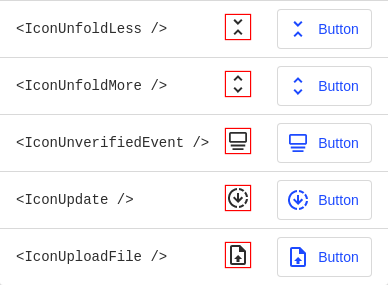 <IconUnfoldLess /> Button
<IconUnfoldMore /> Button
<IconUnverifiedEvent /> Button
<IconUpdate /> Button
<IconUploadFile /> Button